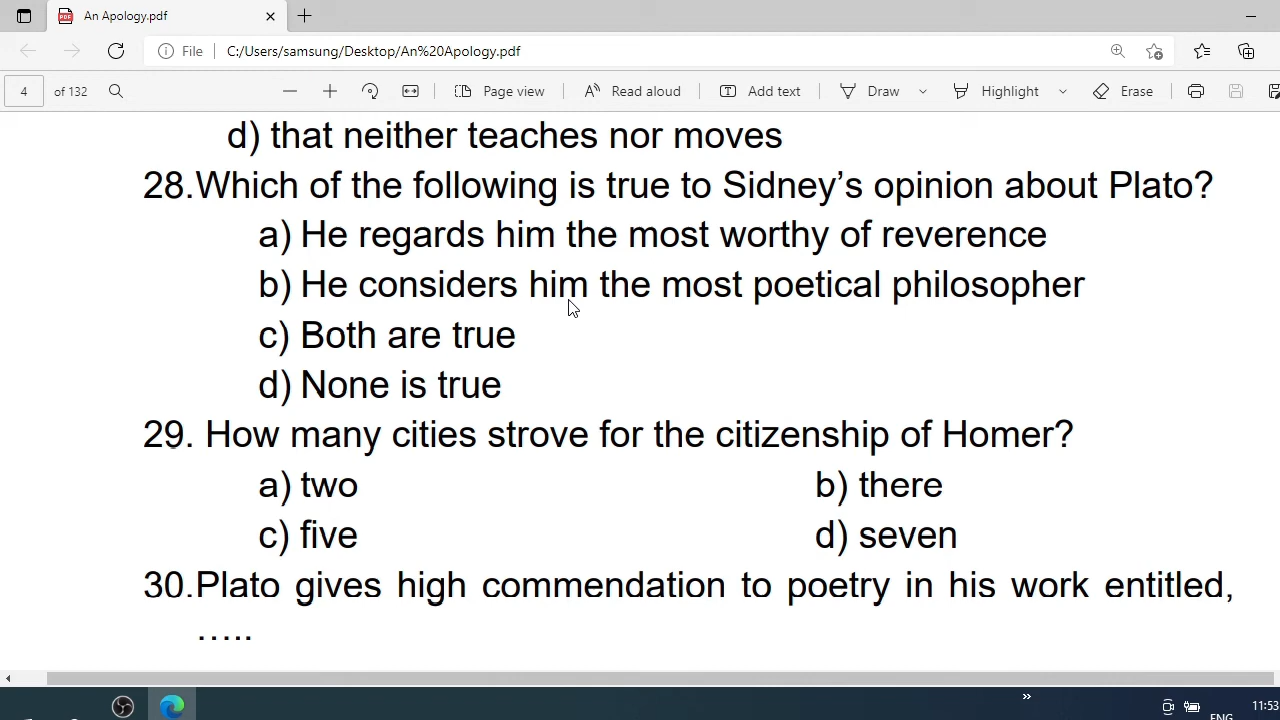 An Apology.pdf
File C:/Users/samsung/Desktop/An%20Apology.pdf
4 of 132 Page view Read aloud Add text Draw Highlight Erase
d) that neither teaches nor moves
28.Which of the following is true to Sidney’s opinion about Plato?
a) He regards him the most worthy of reverence
b) He considers him the most poetical philosopher
c) Both are true
d) None is true
29. How many cities strove for the citizenship of Homer?
a) two b) there
c) five d) seven
30.Plato gives high commendation to poetry in his work entitled,
.....
11:53
ENG